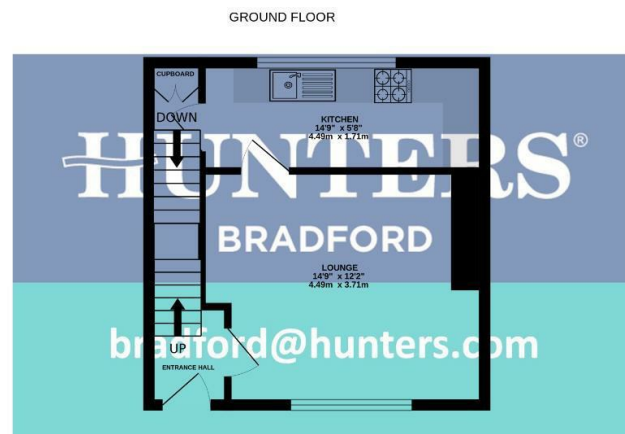 GROUND FLOOR
CUPBOARD
DOWN
KITCHEN
14'9" x 5'8"
4.49m x 1.71m
HUNTERS®
BRADFORD
LOUNGE
14'9" x 12'2"
4.49m x 3.71m
UP
bradford@hunters.com
ENTRANCE HALL